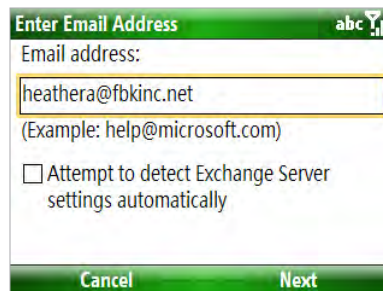 Enter Email Address abc
Email address:
heathera@fbkinc.net
(Example: help@microsoft.com)
Attempt to detect Exchange Server
settings automatically
Cancel Next